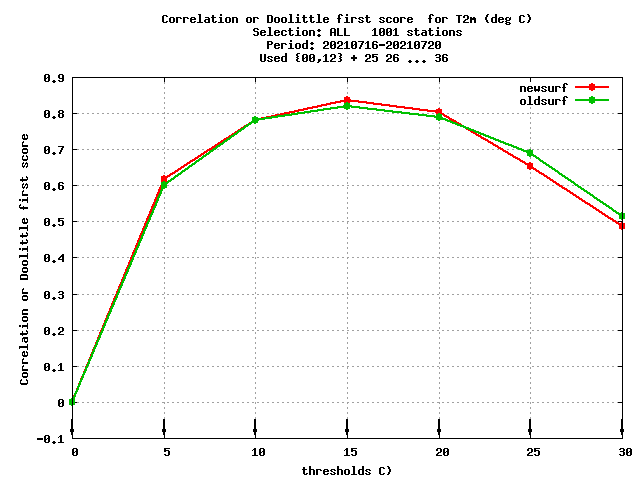 Correlation or Doolittle first score  for T2m (deg C)
Selection: ALL   1001 stations
Period: 20210716-20210720
Used {00,12} + 25 26 ... 36
newsurf
oldsurf
Correlation or Doolittle first score
0.9
0.8
0.7
0.6
0.5
0.4
0.3
0.2
0.1
0
-0.1
0 5 10 15 20 25 30
thresholds C)